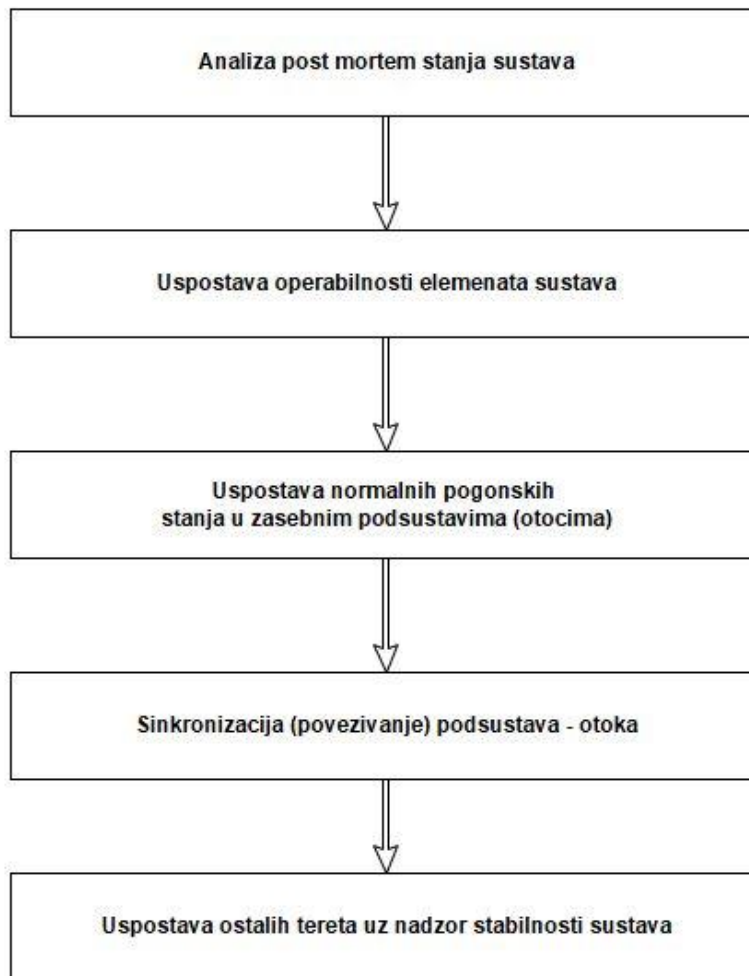 Analiza post mortem stanja sustava
Uspostava operabilnosti elemenata sustava
Uspostava normalnih pogonskih
stanja u zasebnim podsustavima (otocima)
Sinkronizacija (povezivanje) podsustava - otoka
Uspostava ostalih tereta uz nadzor stabilnosti sustava